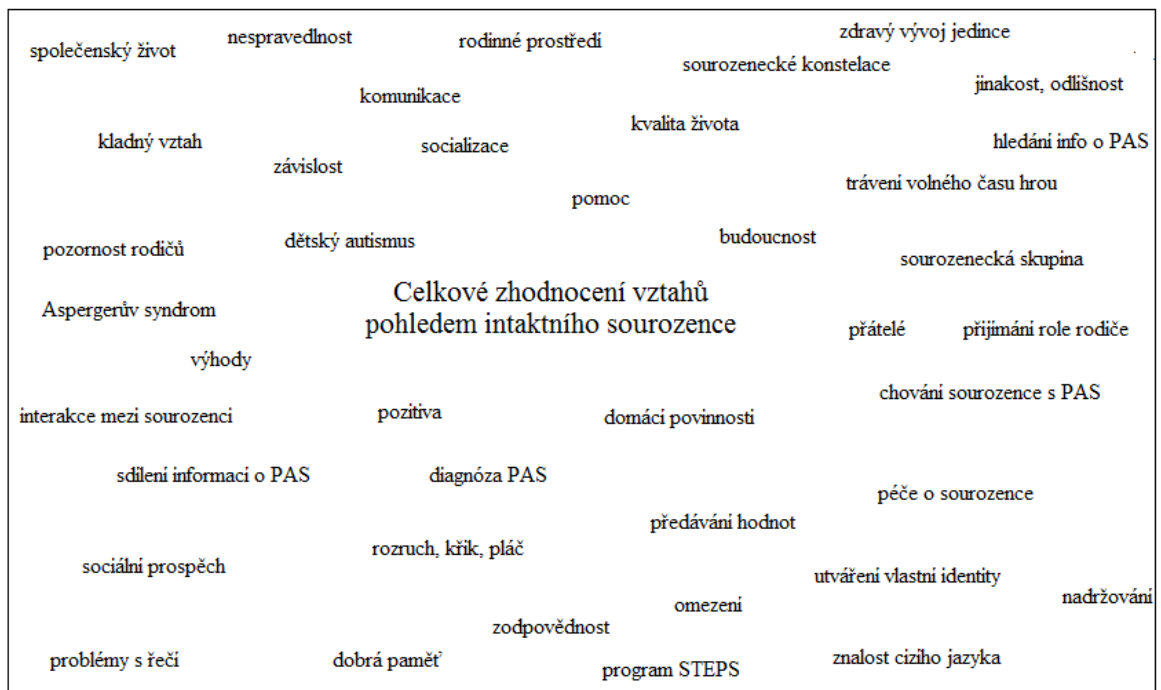 společenský život
nespravedlnost
rodinné prostředí
zdravý vývoj jedince
sourozenecké konstelace
jinakost, odlišnost
komunikace
kvalita života
kladný vztah
socializace
hledání info o PAS
závislost
trávení volného času hrou
pomoc
pozornost rodičů
dětský autismus
budoucnost
sourozenecká skupina
Celkové zhodnocení vztahů
pohledem intaktního sourozence
Aspergerův syndrom
přátelé
přijimáni role rodiče
výhody
chování sourozence s PAS
interakce mezi sourozenci
pozitiva
domácí povinnosti
sdílení informací o PAS
diagnóza PAS
péče o sourozence
předávání hodnot
rozruch, křik, pláč
sociální prospěch
utváření vlastní identity
nadržování
omezení
zodpovědnost
problémy s řečí
dobrá paměť
program STEPS
znalost cizího jazyka